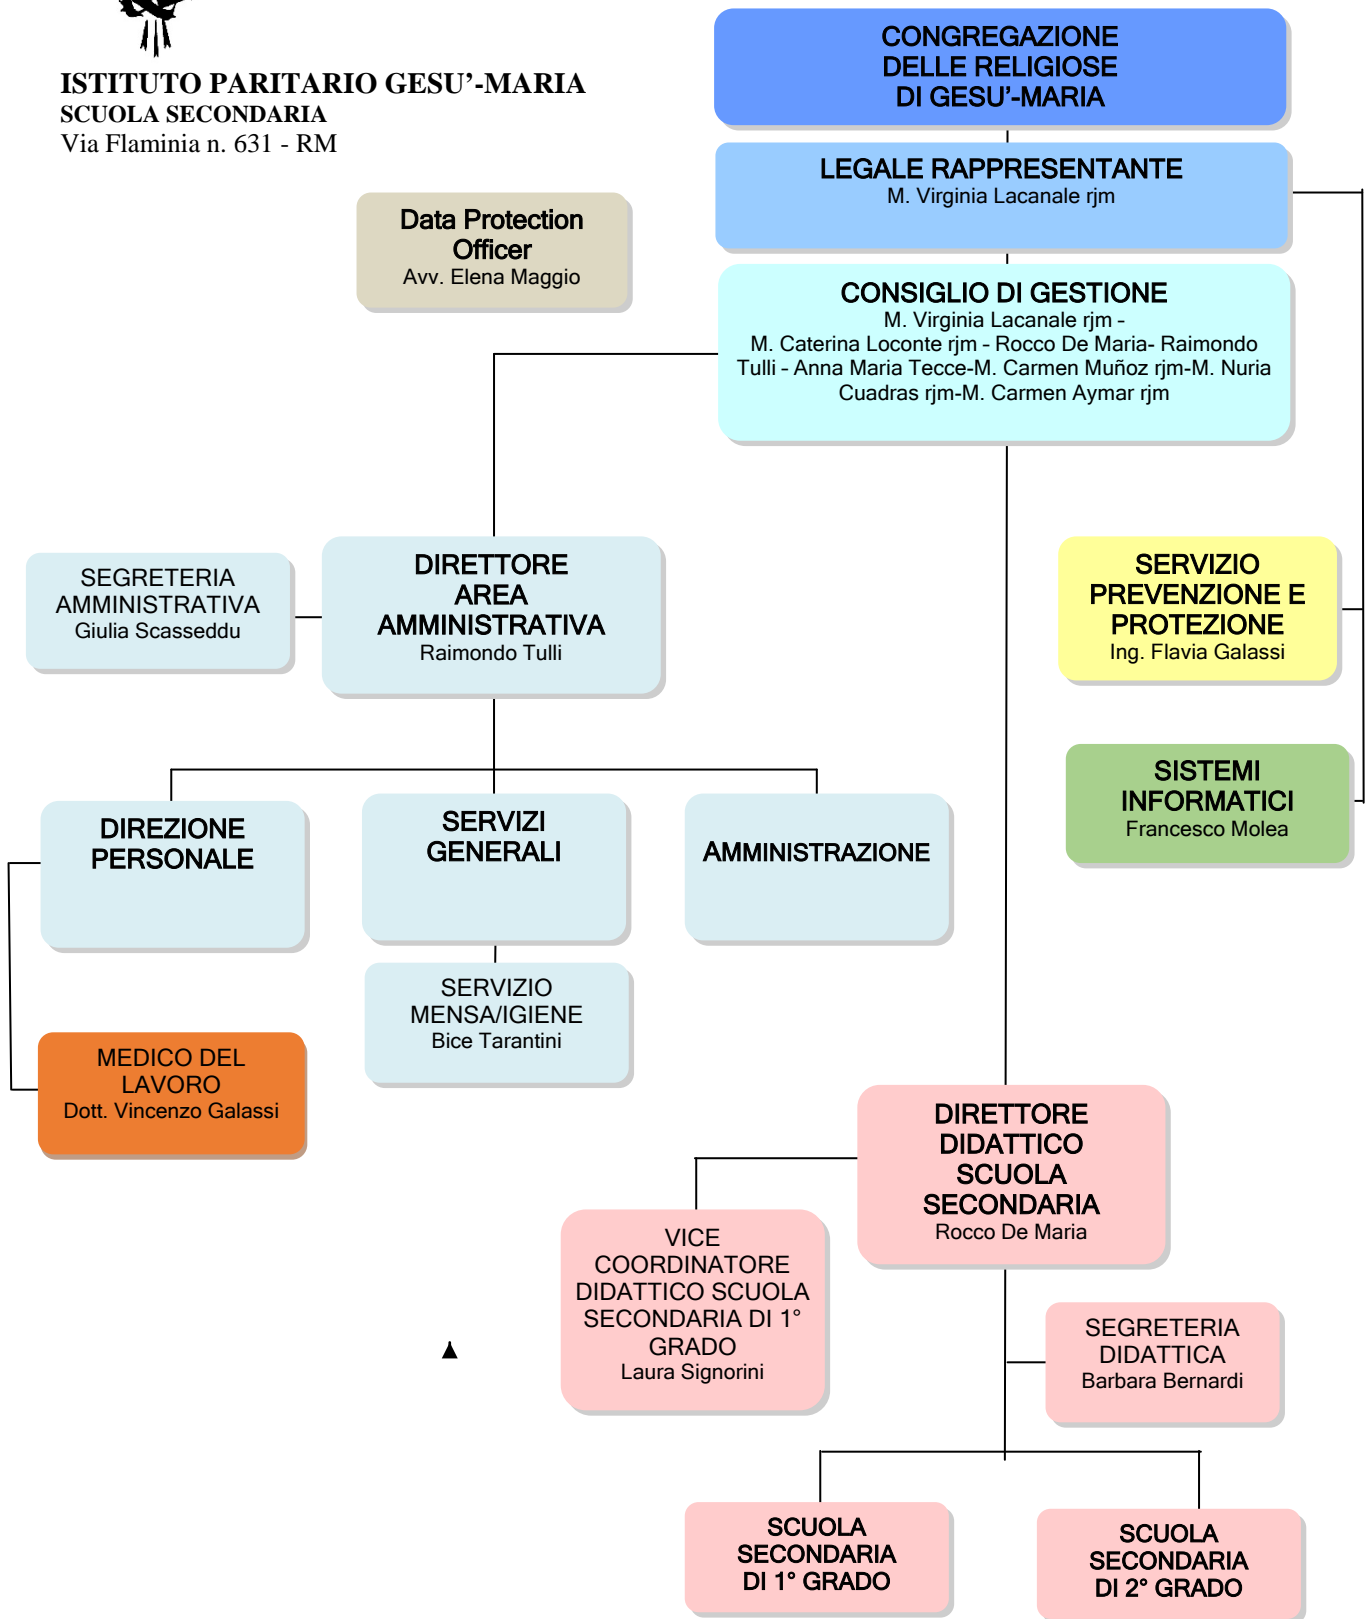 ISTITUTO PARITARIO GESU’-MARIA
SCUOLA SECONDARIA
Via Flaminia n. 631 - RM
CONGREGAZIONE
DELLE RELIGIOSE
DI GESU’-MARIA
LEGALE RAPPRESENTANTE
M. Virginia Lacanale rjm
Data Protection
Officer
Avv. Elena Maggio
CONSIGLIO DI GESTIONE
M. Virginia Lacanale rjm –
M. Caterina Loconte rjm – Rocco De Maria- Raimondo
Tulli – Anna Maria Tecce-M. Carmen Muñoz rjm-M. Nuria
Cuadras rjm-M. Carmen Aymar rjm
SEGRETERIA
AMMINISTRATIVA
Giulia Scasseddu
DIRETTORE
AREA
AMMINISTRATIVA
Raimondo Tulli
SERVIZIO
PREVENZIONE E
PROTEZIONE
Ing. Flavia Galassi
SISTEMI
INFORMATICI
Francesco Molea
DIREZIONE
PERSONALE
SERVIZI
GENERALI
AMMINISTRAZIONE
SERVIZIO
MENSA/IGIENE
Bice Tarantini
MEDICO DEL
LAVORO
Dott. Vincenzo Galassi
DIRETTORE
DIDATTICO
SCUOLA
SECONDARIA
Rocco De Maria
VICE
COORDINATORE
DIDATTICO SCUOLA
SECONDARIA DI 1°
GRADO
Laura Signorini
SEGRETERIA
DIDATTICA
Barbara Bernardi
SCUOLA
SECONDARIA
DI 1° GRADO
SCUOLA
SECONDARIA
DI 2° GRADO